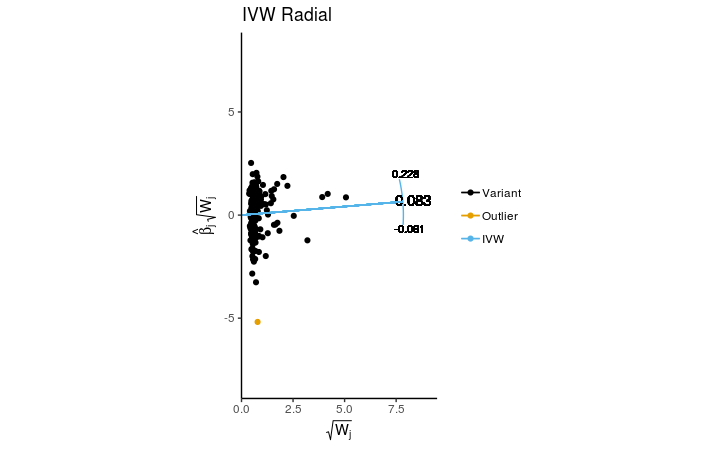 IVW Radial
5
0
-5
β̂j√Wj
0.228
0.083
-0.061
Variant
Outlier
IVW
0.0
2.5
5.0
7.5
√Wj